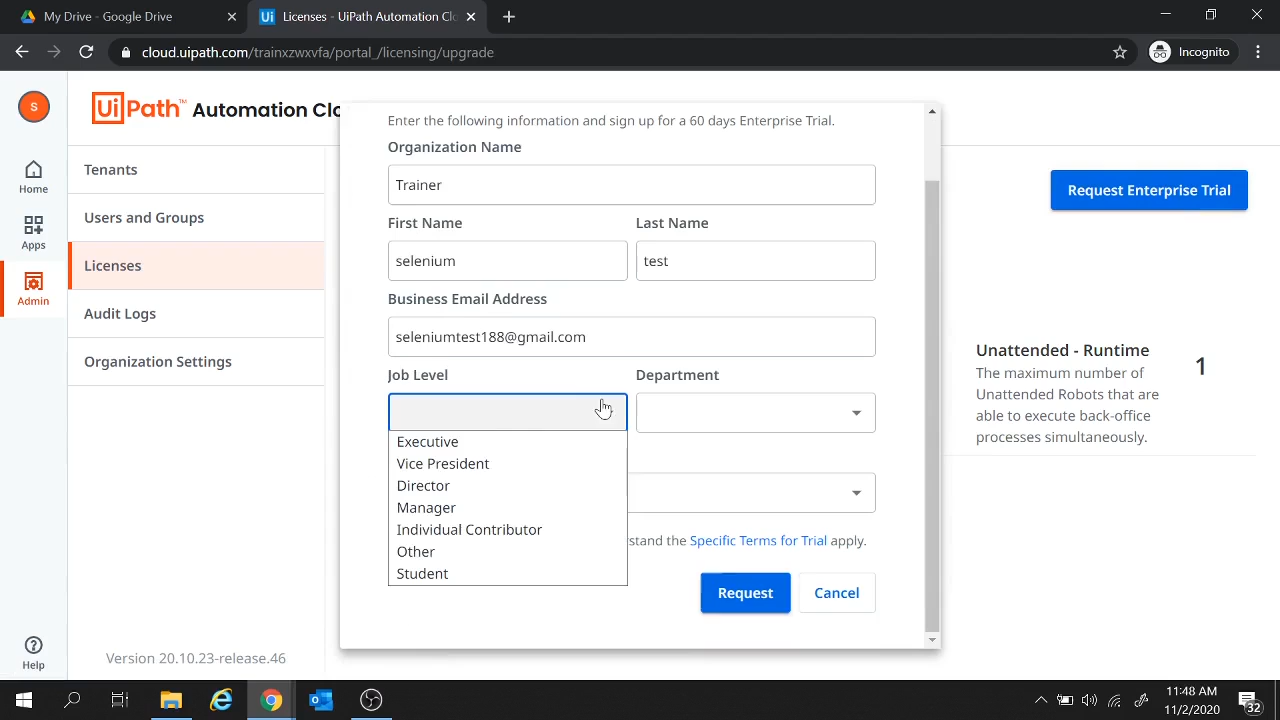 My Drive - Google Drive
Licenses - UiPath Automation Clo
cloud.uipath.com/trainxzwxvfa/portal_/licensing/upgrade
Incognito
S
UiPath™ Automation Clo
Home
Apps
Admin
Help
Tenants
Users and Groups
Licenses
Audit Logs
Organization Settings
Version 20.10.23-release.46
Enter the following information and sign up for a 60 days Enterprise Trial.
Organization Name
Trainer
First Name
Last Name
selenium
test
Business Email Address
seleniumtest188@gmail.com
Job Level
Department
Executive
Vice President
Director
Manager
Individual Contributor
Other
Student
stand the Specific Terms for Trial apply.
Request
Cancel
Request Enterprise Trial
Unattended - Runtime
1
The maximum number of
Unattended Robots that are
able to execute back-office
processes simultaneously.
11:48 AM
11/2/2020
32